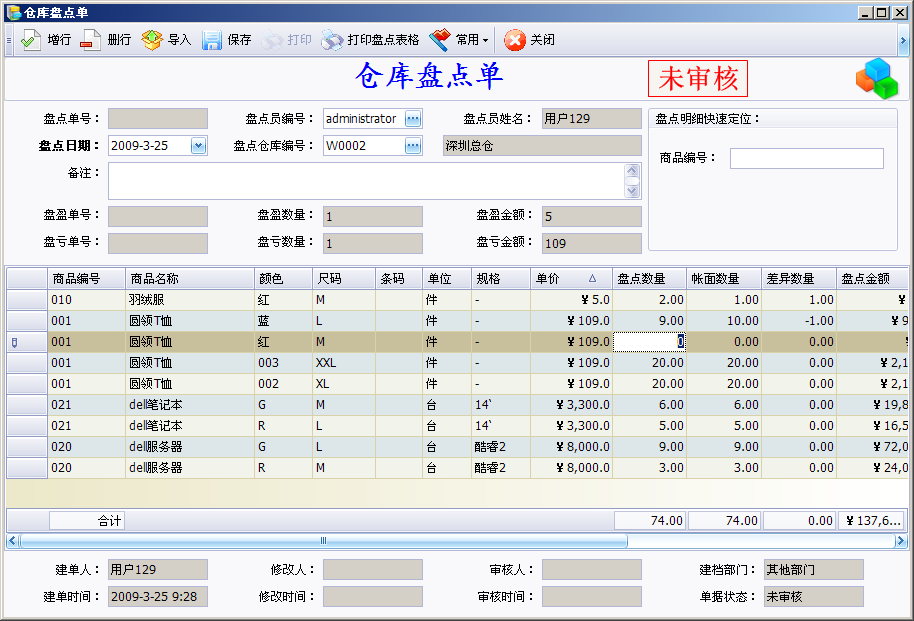 仓库盘点单
增行 删行 导入 保存 打印 打印盘点表格 常用 关闭
仓库盘点单 未审核
盘点单号： 盘点员编号： administrator 盘点员姓名： 用户129 盘点明细快速定位：
盘点日期： 2009-3-25 盘点仓库编号： W0002 深圳总仓
商品编号：
备注：
盘盈单号： 盘盈数量： 1 盘盈金额： 5
盘亏单号： 盘亏数量： 1 盘亏金额： 109
商品编号 商品名称 颜色 尺码 条码 单位 规格 单价 盘点数量 帐面数量 差异数量 盘点金额
010 羽绒服 红 M 件 - ¥ 5.0 2.00 1.00 1.00 ¥
001 圆领T恤 蓝 L 件 - ¥ 109.0 9.00 10.00 -1.00 ¥ 9
001 圆领T恤 红 M 件 - ¥ 109.0 0 0.00 0.00
001 圆领T恤 003 XXL 件 - ¥ 109.0 20.00 20.00 0.00 ¥ 2,1
001 圆领T恤 002 XL 件 - ¥ 109.0 20.00 20.00 0.00 ¥ 2,1
021 dell笔记本 G M 台 14` ¥ 3,300.0 6.00 6.00 0.00 ¥ 19,8
021 dell笔记本 R L 台 14` ¥ 3,300.0 5.00 5.00 0.00 ¥ 16,5
020 dell服务器 G L 台 酷睿2 ¥ 8,000.0 9.00 9.00 0.00 ¥ 72,0
020 dell服务器 R M 台 酷睿2 ¥ 8,000.0 3.00 3.00 0.00 ¥ 24,0
合计 74.00 74.00 0.00 ¥ 137,6...
建单人： 用户129 修改人： 审核人： 建档部门： 其他部门
建单时间： 2009-3-25 9:28 修改时间： 审核时间： 单据状态： 未审核